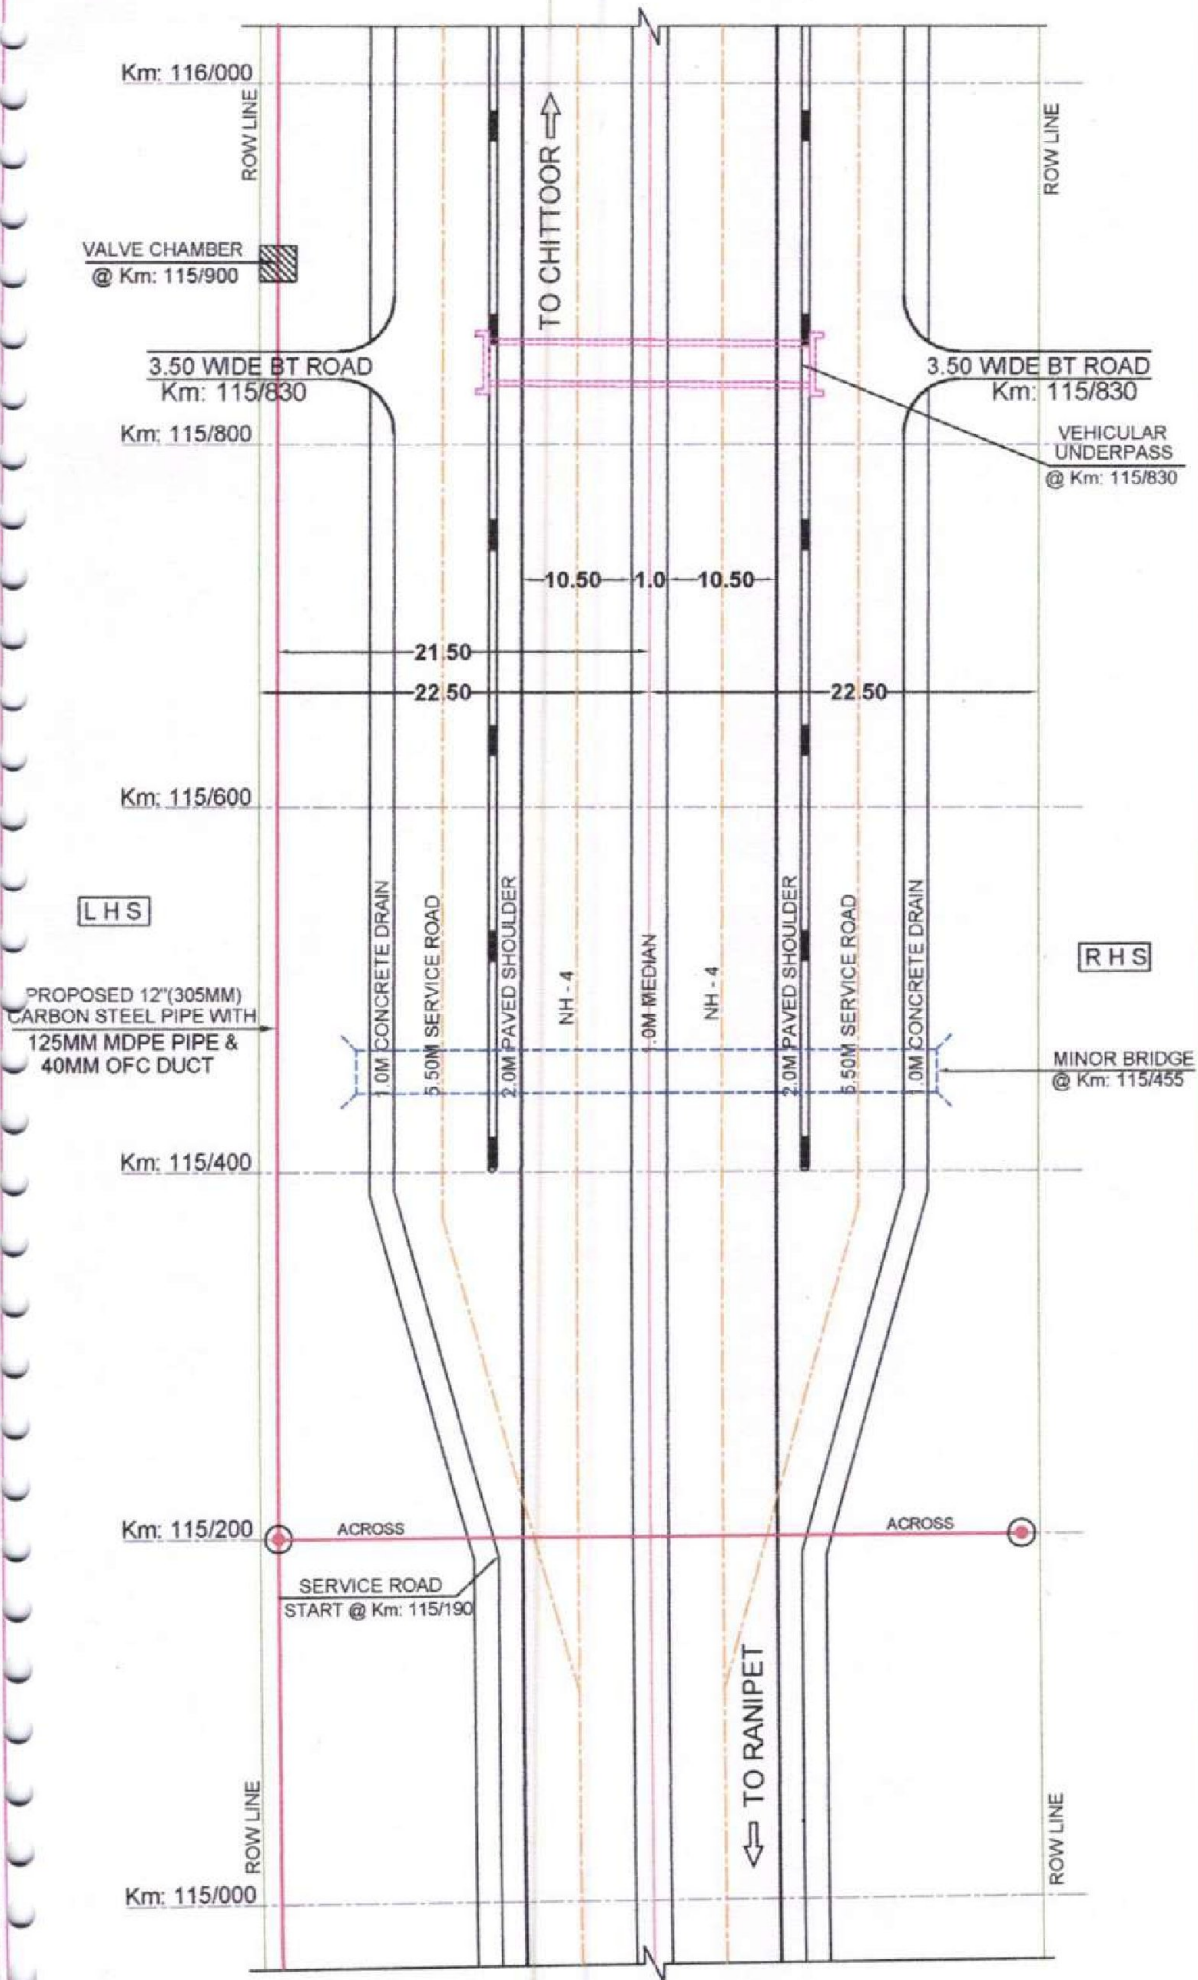 Km: 116/000
ROW LINE
ROW LINE
TO CHITTOOR
VALVE CHAMBER
@ Km: 115/900
3.50 WIDE BT ROAD
Km: 115/830
3.50 WIDE BT ROAD
Km: 115/830
Km: 115/800
VEHICULAR
UNDERPASS
@ Km: 115/830
10.50
1.0
10.50
21.50
22.50
22.50
Km: 115/600
LHS
RHS
1.0M CONCRETE DRAIN
5.50M SERVICE ROAD
2.0M PAVED SHOULDER
NH - 4
1.0M MEDIAN
NH - 4
2.0M PAVED SHOULDER
5.50M SERVICE ROAD
1.0M CONCRETE DRAIN
PROPOSED 12"(305MM)
CARBON STEEL PIPE WITH
125MM MDPE PIPE &
40MM OFC DUCT
MINOR BRIDGE
@ Km: 115/455
Km: 115/400
Km: 115/200
ACROSS
ACROSS
SERVICE ROAD
START @ Km: 115/190
TO RANIPET
ROW LINE
ROW LINE
Km: 115/000